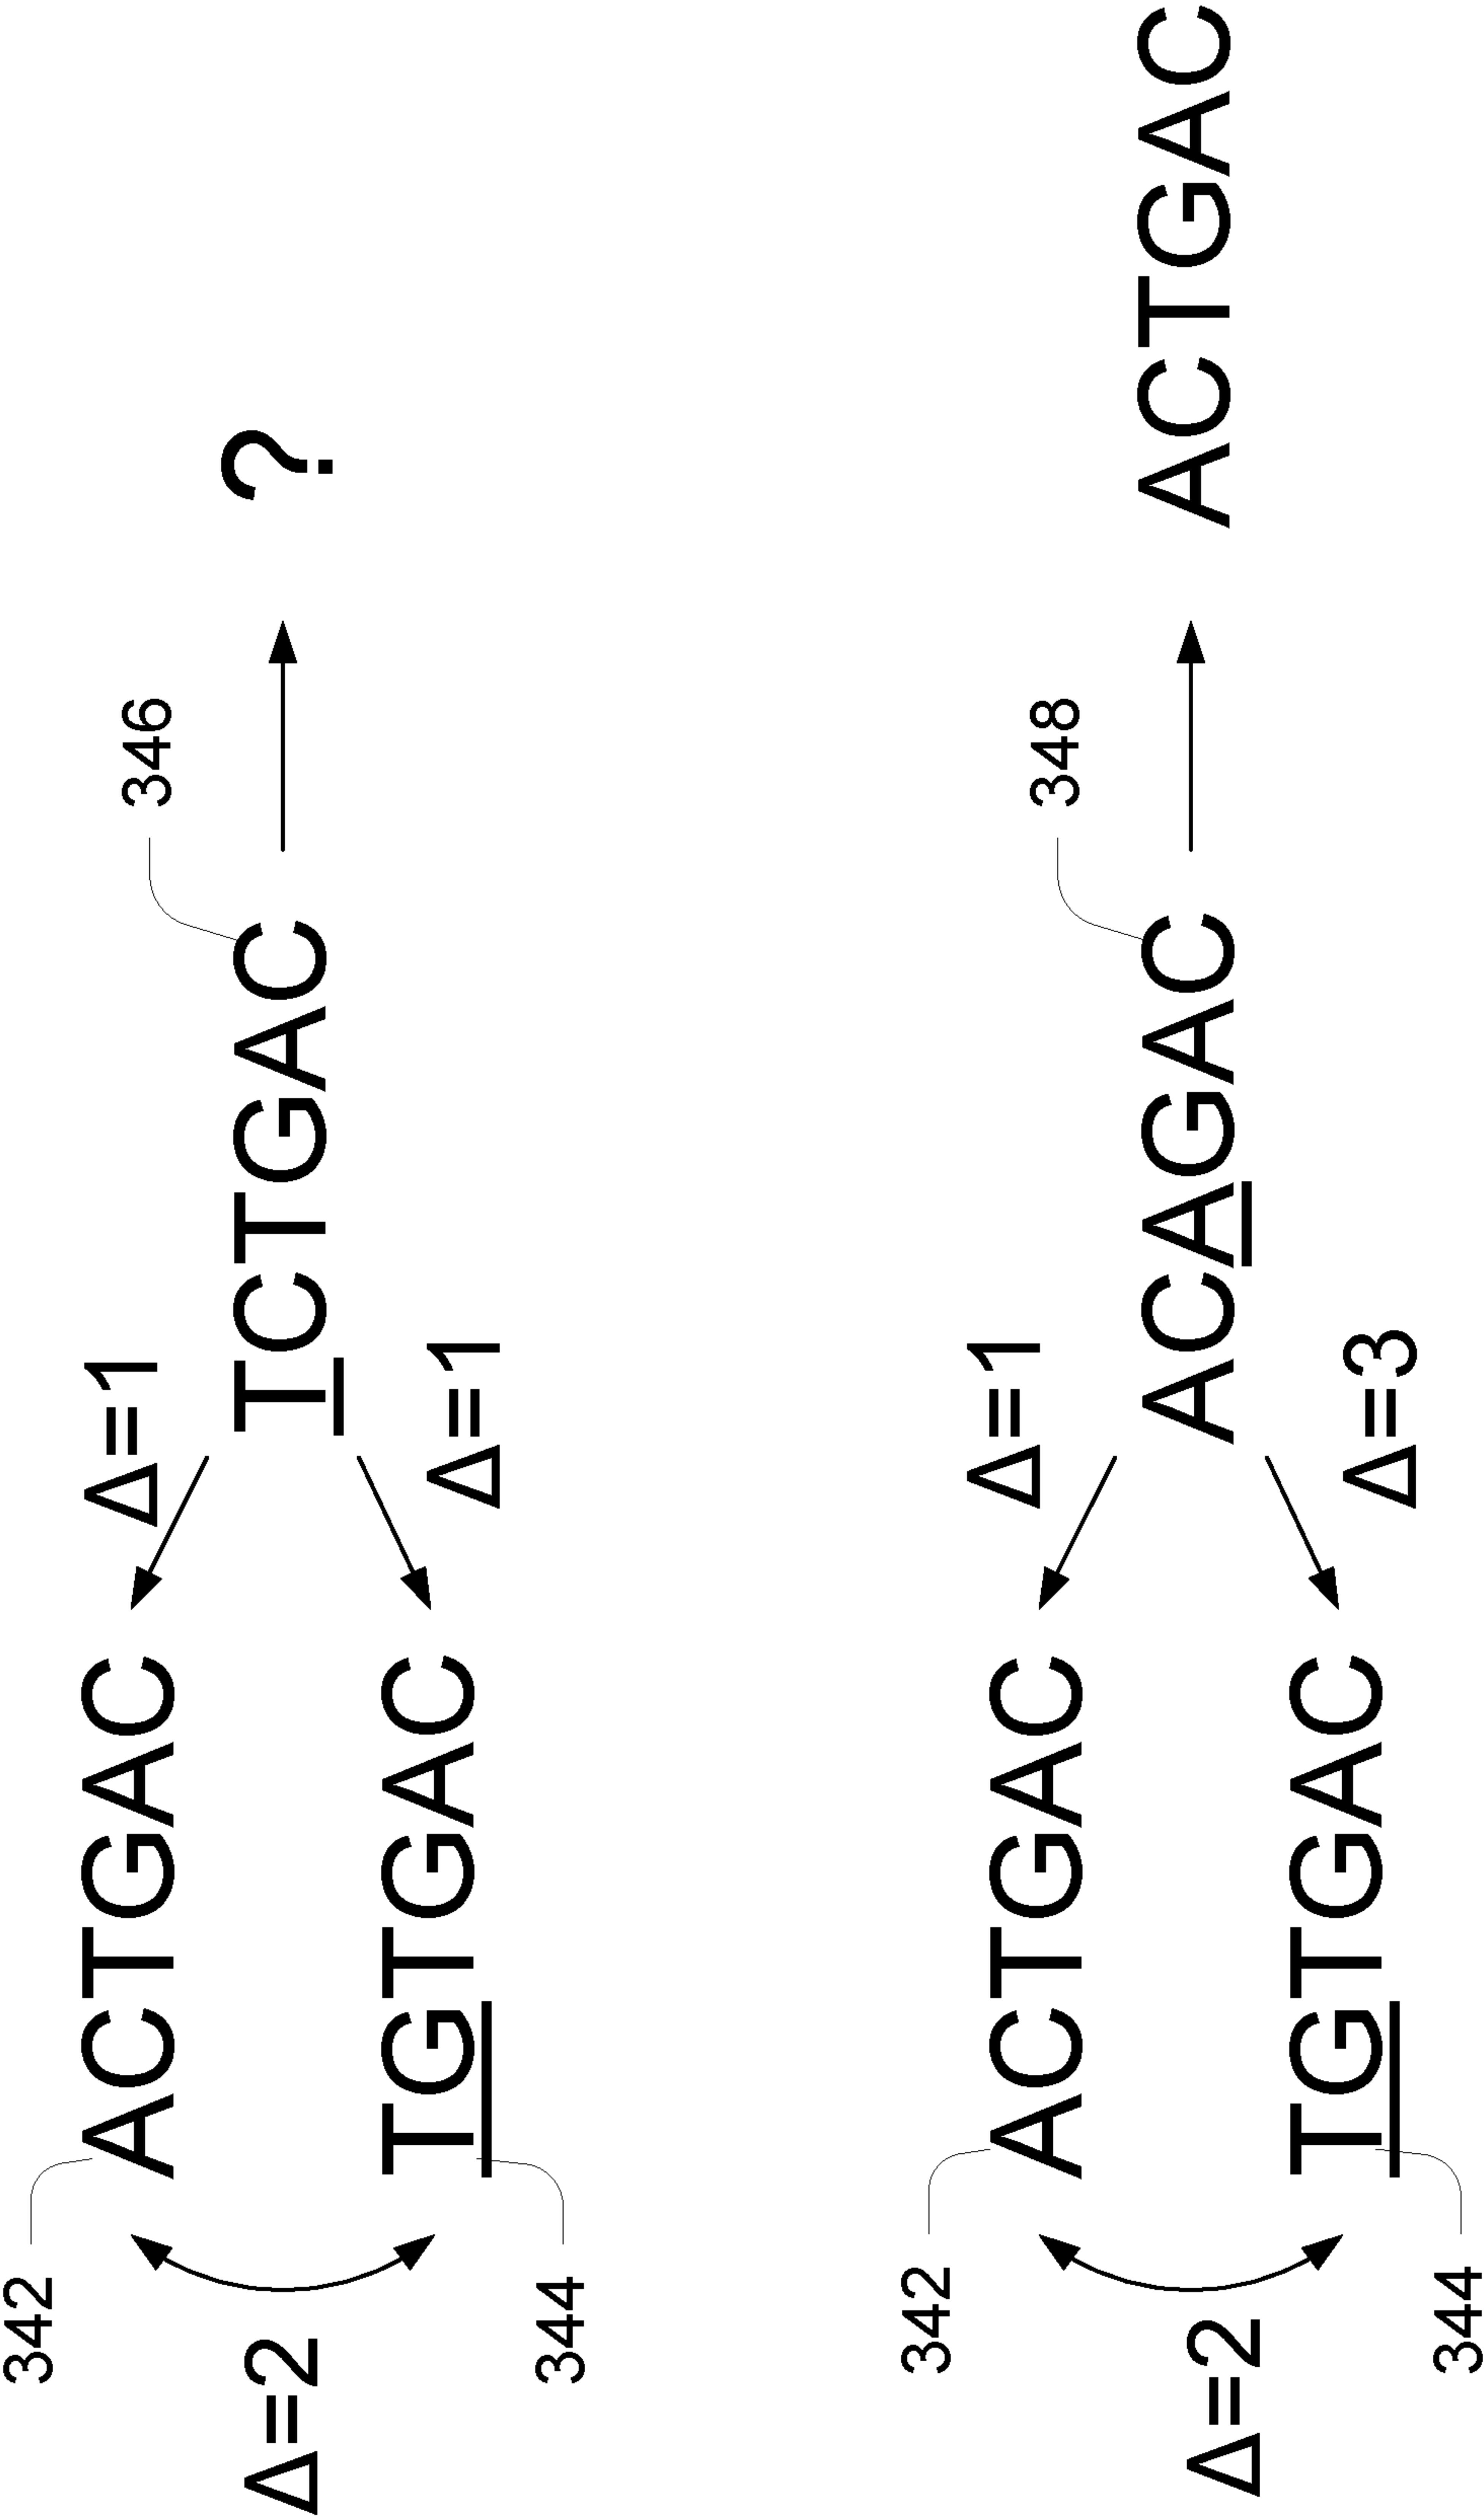 342
ACTGAC
Δ=1
346
Δ=2
TCTGAC
?
TGTGAC
Δ=1
344
342
ACTGAC
Δ=1
348
Δ=2
ACAGAC
ACTGAC
TGTGAC
Δ=3
344